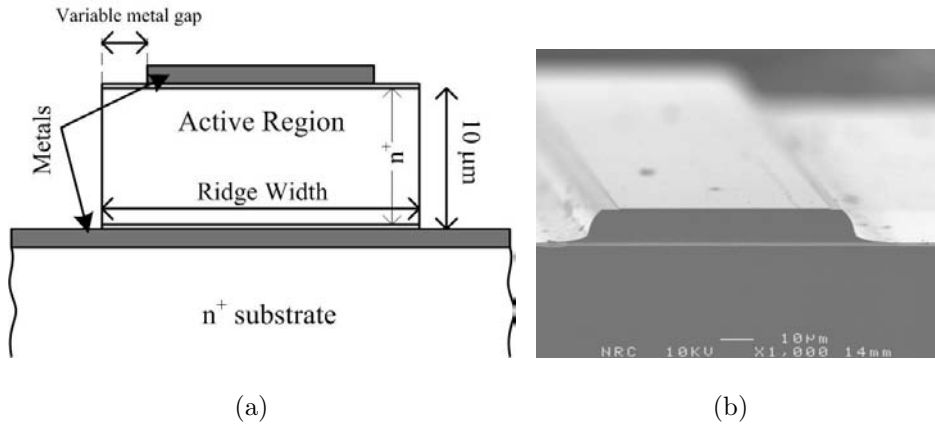 Variable metal gap
Metals
Active Region
n+
10 μm
Ridge Width
n+ substrate
NRC 10KV X1,000 14mm
10μm
(a)
(b)